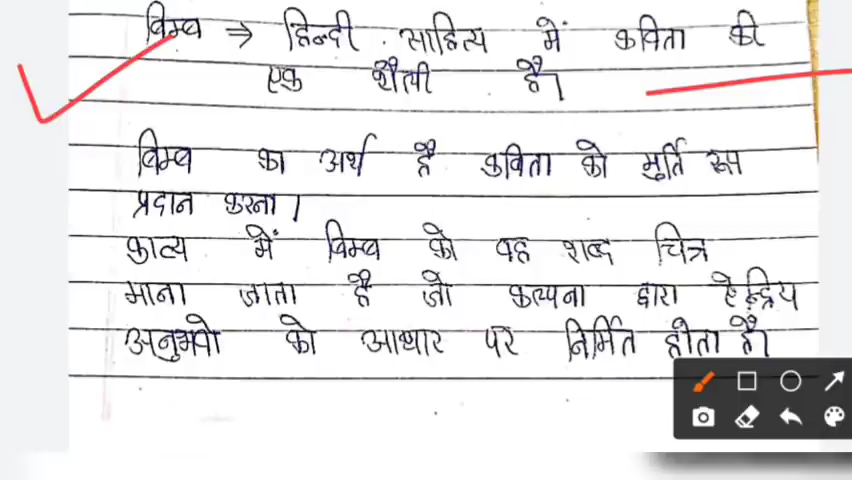 बिम्ब ⇒ हिन्दी साहित्य में कविता की
एक शैली है।
बिम्ब का अर्थ है कविता को मुर्ति रूप
प्रदान करना।
काव्य में बिम्ब को वह शब्द चित्र
माना जाता है जो कल्पना द्वारा ऐन्द्रिय
अनुभवो को आधार पर निर्मित होता है।